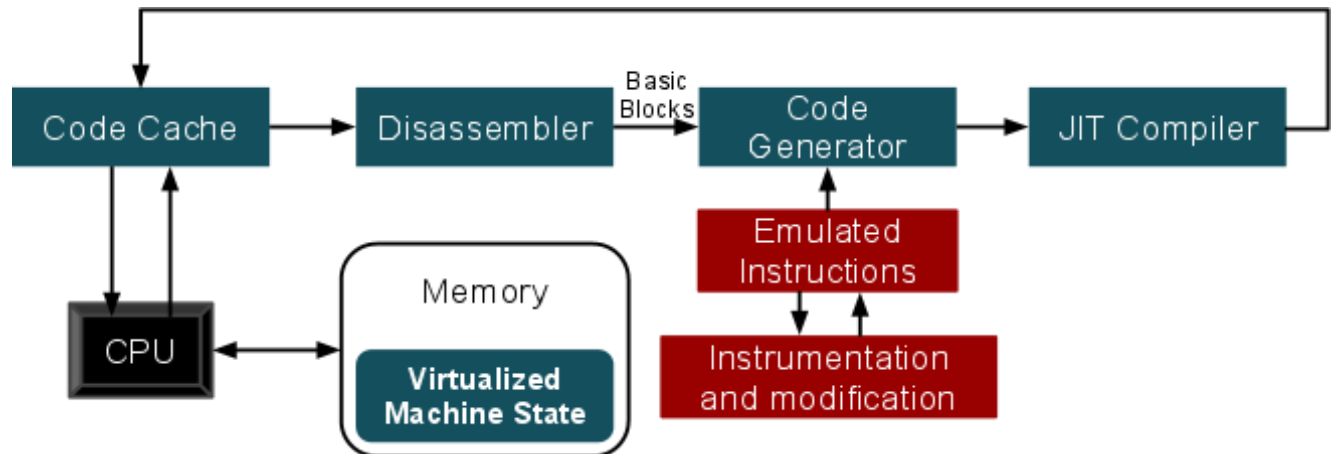 Basic
Blocks
Code Cache
Disassembler
Code
Generator
JIT Compiler
Emulated
Instructions
Memory
CPU
Instrumentation
and modification
Virtualized
Machine State